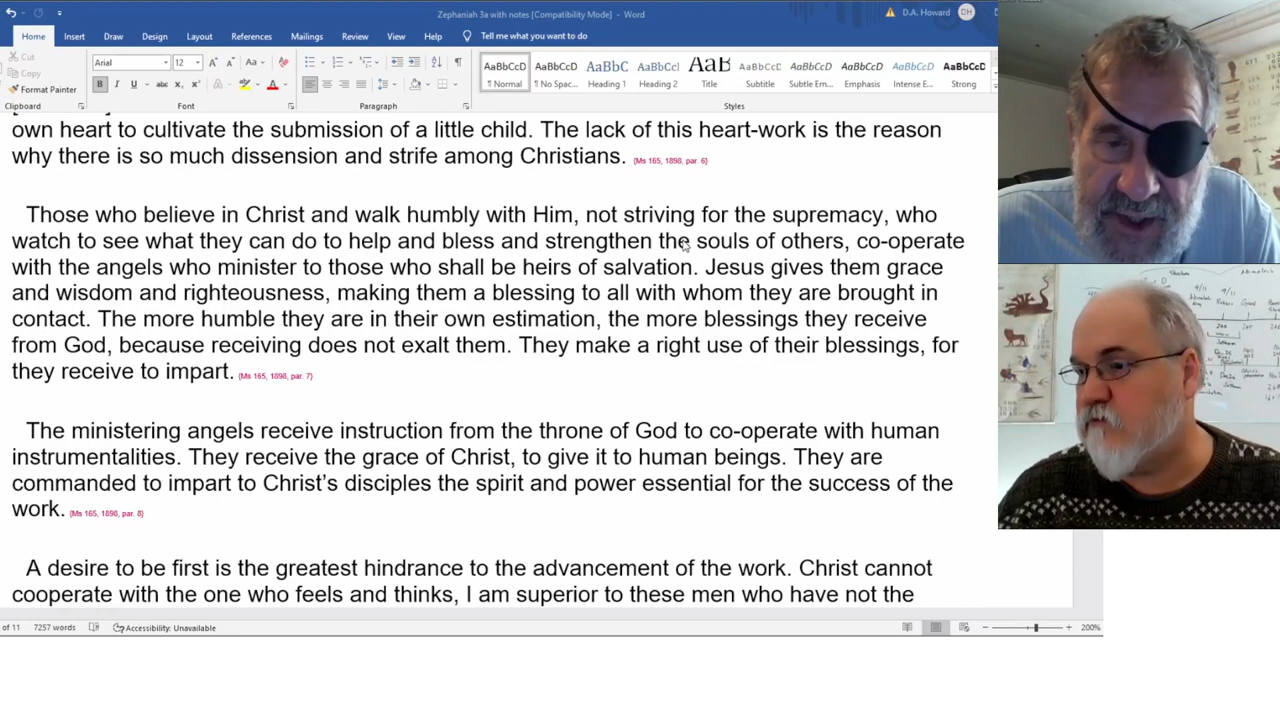 Zephaniah 3a with notes [Compatibility Mode] - Word
D.A. Howard DH
Home Insert Draw Design Layout References Mailings Review View Help Tell me what you want to do
Cut
Copy
Format Painter
Arial 12
AaBbCcD AaBbCcD AaBbC AaBbCcI AaB AaBbCcD AaBbCcD AaBbCcD AaBbCcD AaBbCcD
Normal No Spac... Heading 1 Heading 2 Title Subtitle Subtle Em... Emphasis Intense E... Strong
Clipboard Font Paragraph Styles
own heart to cultivate the submission of a little child. The lack of this heart-work is the reason
why there is so much dissension and strife among Christians. {Ms 165, 1898, par. 6}
Those who believe in Christ and walk humbly with Him, not striving for the supremacy, who
watch to see what they can do to help and bless and strengthen the souls of others, co-operate
with the angels who minister to those who shall be heirs of salvation. Jesus gives them grace
and wisdom and righteousness, making them a blessing to all with whom they are brought in
contact. The more humble they are in their own estimation, the more blessings they receive
from God, because receiving does not exalt them. They make a right use of their blessings, for
they receive to impart. {Ms 165, 1898, par. 7}
The ministering angels receive instruction from the throne of God to co-operate with human
instrumentalities. They receive the grace of Christ, to give it to human beings. They are
commanded to impart to Christ’s disciples the spirit and power essential for the success of the
work. {Ms 165, 1898, par. 8}
A desire to be first is the greatest hindrance to the advancement of the work. Christ cannot
cooperate with the one who feels and thinks, I am superior to these men who have not the
of 11 7257 words Accessibility: Unavailable 200%